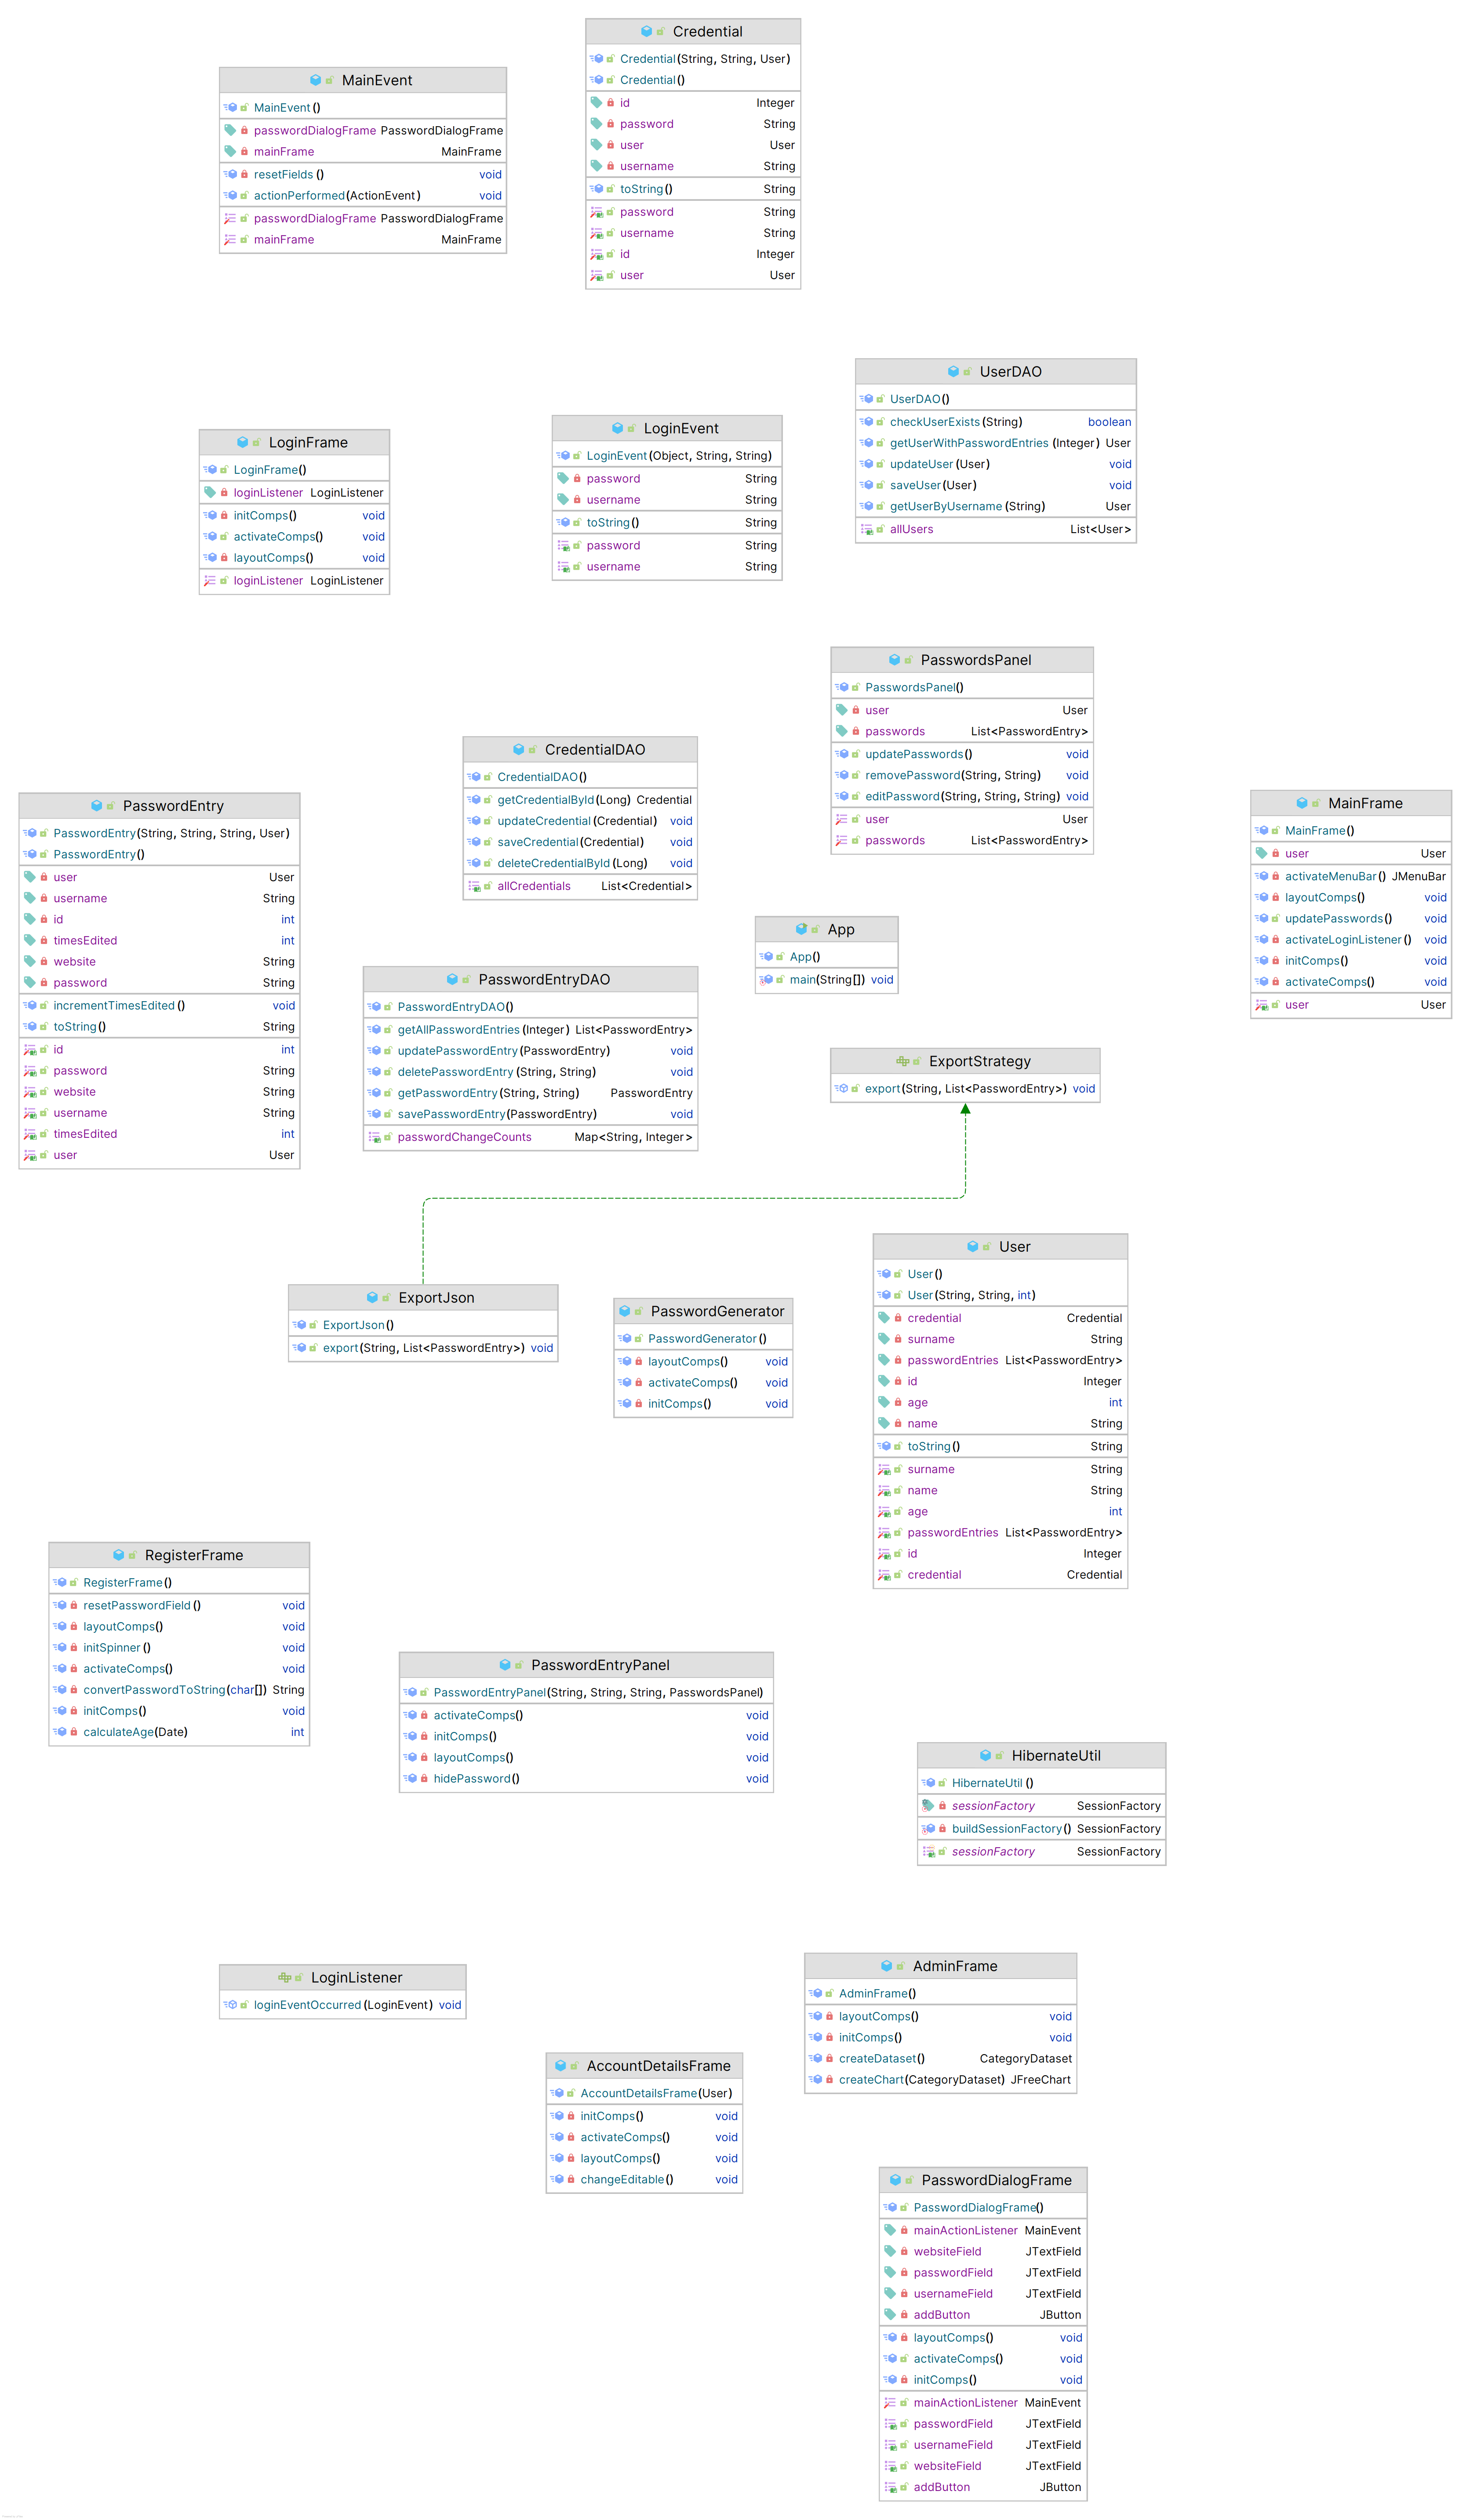 Credential
Credential(String, String, User)
Credential()
id Integer
password String
user User
username String
toString() String
password String
username String
id Integer
user User
MainEvent
MainEvent()
passwordDialogFrame PasswordDialogFrame
mainFrame MainFrame
resetFields() void
actionPerformed(ActionEvent) void
passwordDialogFrame PasswordDialogFrame
mainFrame MainFrame
UserDAO
UserDAO()
checkUserExists(String) boolean
getUserWithPasswordEntries(Integer) User
updateUser(User) void
saveUser(User) void
getUserByUsername(String) User
allUsers List<User>
LoginFrame
LoginFrame()
loginListener LoginListener
initComps() void
activateComps() void
layoutComps() void
loginListener LoginListener
LoginEvent
LoginEvent(Object, String, String)
password String
username String
toString() String
password String
username String
PasswordsPanel
PasswordsPanel()
user User
passwords List<PasswordEntry>
updatePasswords() void
removePassword(String, String) void
editPassword(String, String, String) void
user User
passwords List<PasswordEntry>
CredentialDAO
CredentialDAO()
getCredentialById(Long) Credential
updateCredential(Credential) void
saveCredential(Credential) void
deleteCredentialById(Long) void
allCredentials List<Credential>
PasswordEntry
PasswordEntry(String, String, String, User)
PasswordEntry()
user User
username String
id int
timesEdited int
website String
password String
incrementTimesEdited() void
toString() String
id int
password String
website String
username String
timesEdited int
user User
MainFrame
MainFrame()
user User
activateMenuBar() JMenuBar
layoutComps() void
updatePasswords() void
activateLoginListener() void
initComps() void
activateComps() void
user User
App
App()
main(String[]) void
PasswordEntryDAO
PasswordEntryDAO()
getAllPasswordEntries(Integer) List<PasswordEntry>
updatePasswordEntry(PasswordEntry) void
deletePasswordEntry(String, String) void
getPasswordEntry(String, String) PasswordEntry
savePasswordEntry(PasswordEntry) void
passwordChangeCounts Map<String, Integer>
ExportStrategy
export(String, List<PasswordEntry>) void
User
User()
User(String, String, int)
credential Credential
surname String
passwordEntries List<PasswordEntry>
id Integer
age int
name String
toString() String
surname String
name String
age int
passwordEntries List<PasswordEntry>
id Integer
credential Credential
ExportJson
ExportJson()
export(String, List<PasswordEntry>) void
PasswordGenerator
PasswordGenerator()
layoutComps() void
activateComps() void
initComps() void
RegisterFrame
RegisterFrame()
resetPasswordField() void
layoutComps() void
initSpinner() void
activateComps() void
convertPasswordToString(char[]) String
initComps() void
calculateAge(Date) int
PasswordEntryPanel
PasswordEntryPanel(String, String, String, PasswordsPanel)
activateComps() void
initComps() void
layoutComps() void
hidePassword() void
HibernateUtil
HibernateUtil()
sessionFactory SessionFactory
buildSessionFactory() SessionFactory
sessionFactory SessionFactory
LoginListener
loginEventOccurred(LoginEvent) void
AdminFrame
AdminFrame()
layoutComps() void
initComps() void
createDataset() CategoryDataset
createChart(CategoryDataset) JFreeChart
AccountDetailsFrame
AccountDetailsFrame(User)
initComps() void
activateComps() void
layoutComps() void
changeEditable() void
PasswordDialogFrame
PasswordDialogFrame()
mainActionListener MainEvent
websiteField JTextField
passwordField JTextField
usernameField JTextField
addButton JButton
layoutComps() void
activateComps() void
initComps() void
mainActionListener MainEvent
passwordField JTextField
usernameField JTextField
websiteField JTextField
addButton JButton